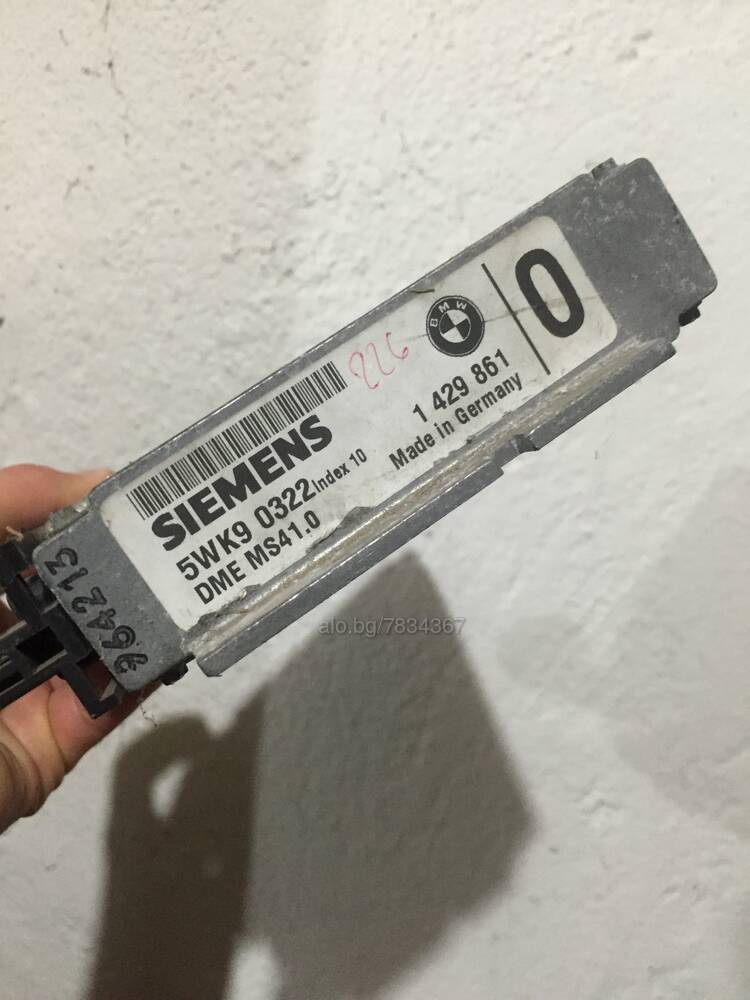 BMW
0
226
SIEMENS
1 429 861
5WK9 0322 Index 10
Made in Germany
DME MS41.0
764213
alo.bg/7834367